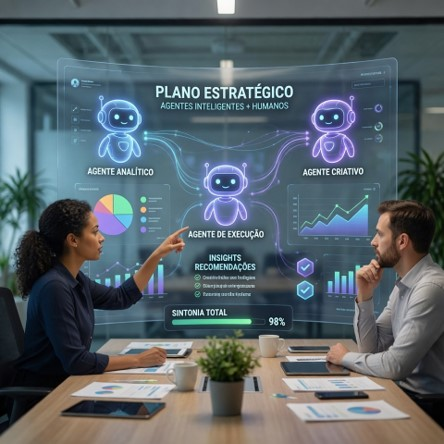 PLANO ESTRATÉGICO
AGENTES INTELIGENTES + HUMANOS
AGENTE ANALÍTICO
AGENTE CRIATIVO
AGENTE DE EXECUÇÃO
INSIGHTS
RECOMENDAÇÕES
SINTONIA TOTAL
98%